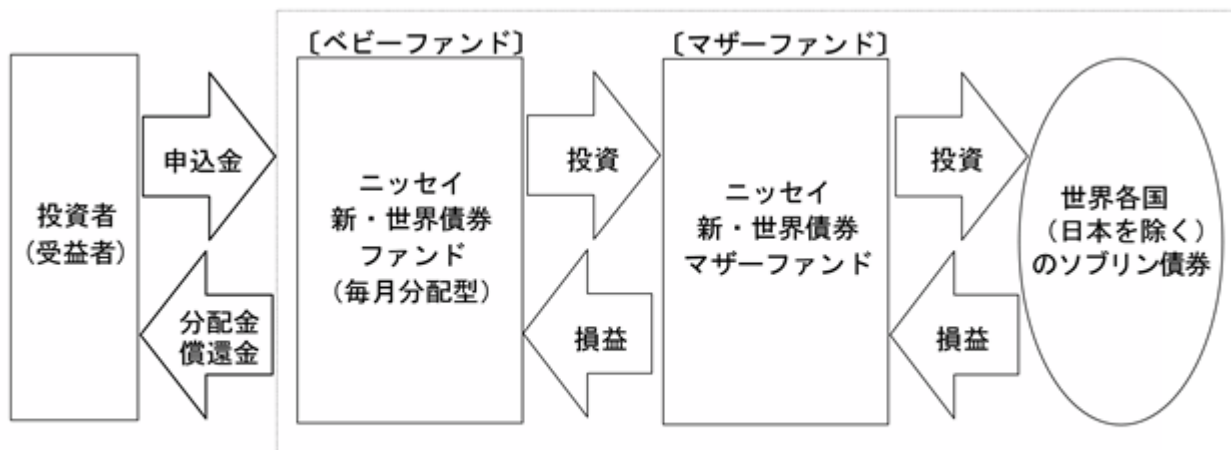 〔ベビーファンド〕
〔マザーファンド〕
投資者
(受益者)
申込金
分配金
償還金
ニッセイ
新・世界債券
ファンド
(毎月分配型)
投資
損益
ニッセイ
新・世界債券
マザーファンド
投資
損益
世界各国
(日本を除く)
のソブリン債券